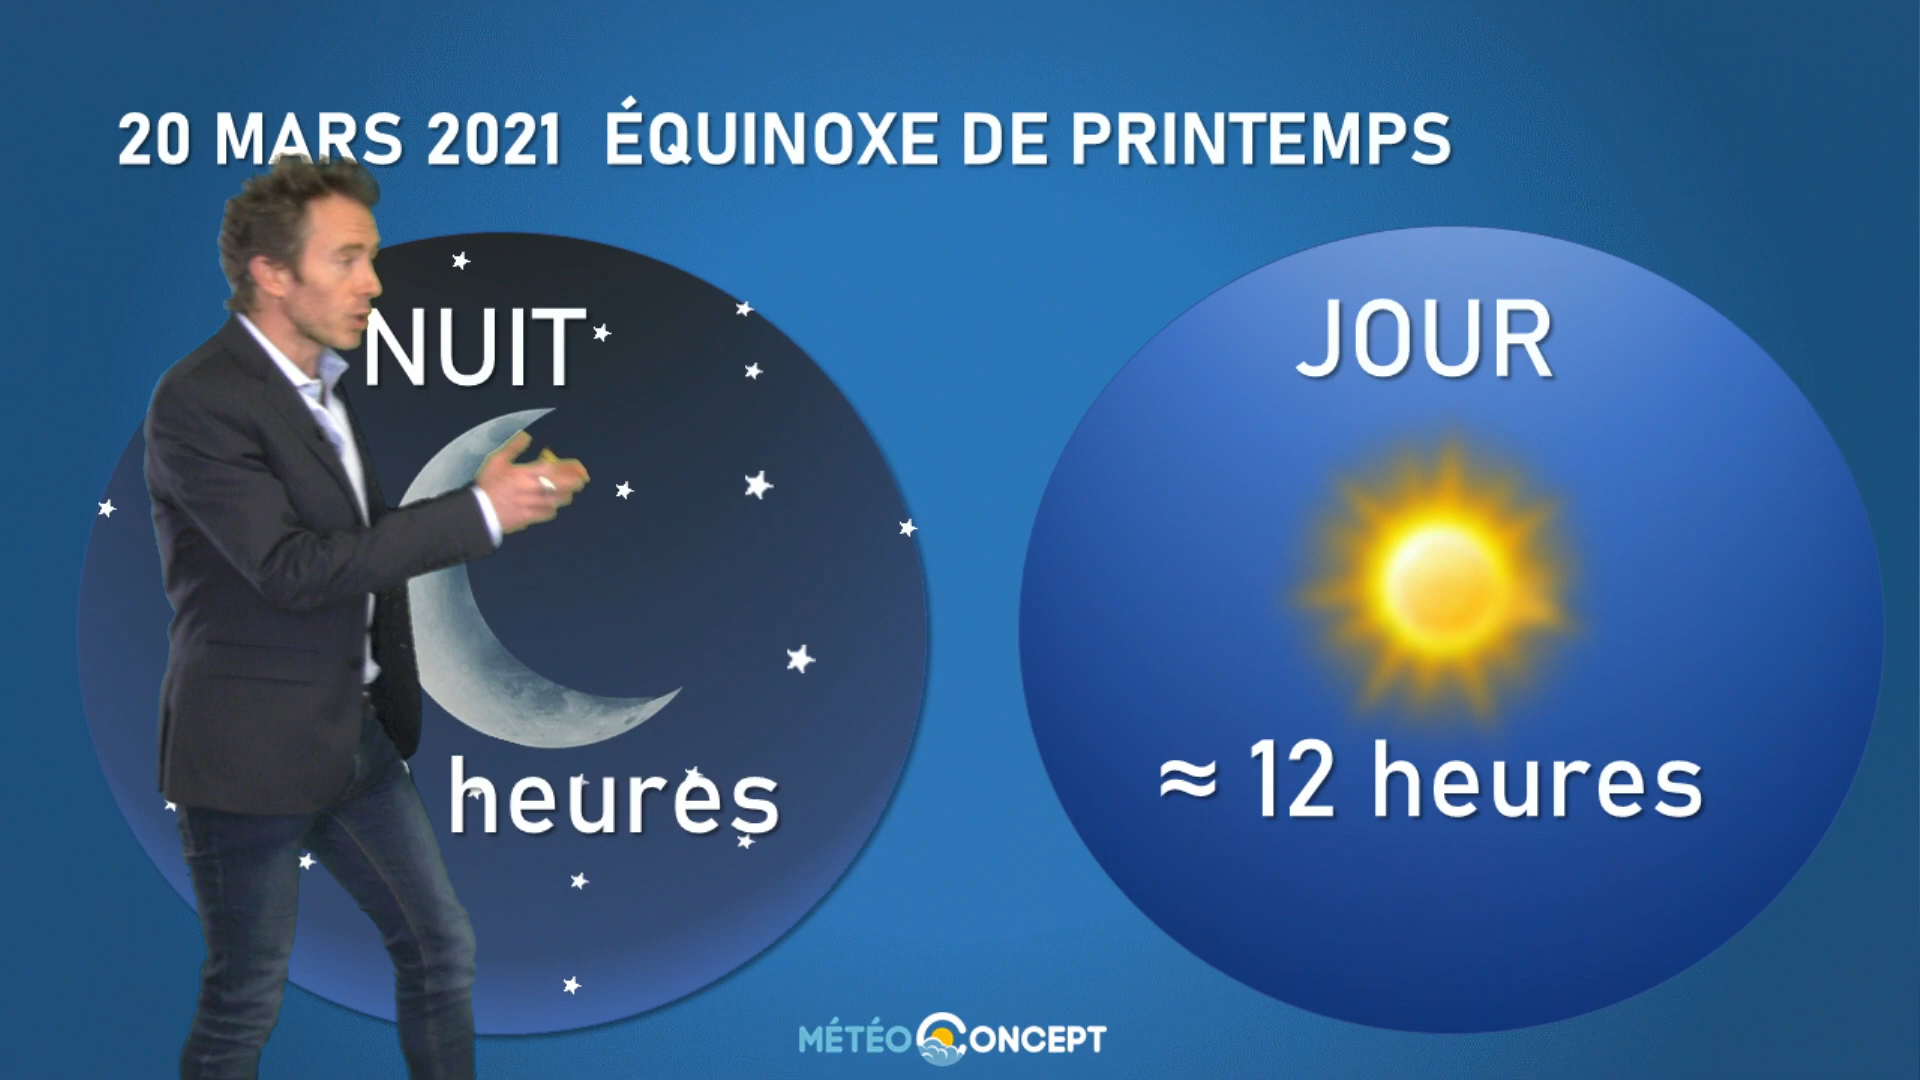 20 MARS 2021 ÉQUINOXE DE PRINTEMPS
NUIT
heures
JOUR
≈ 12 heures
MÉTÉO CONCEPT